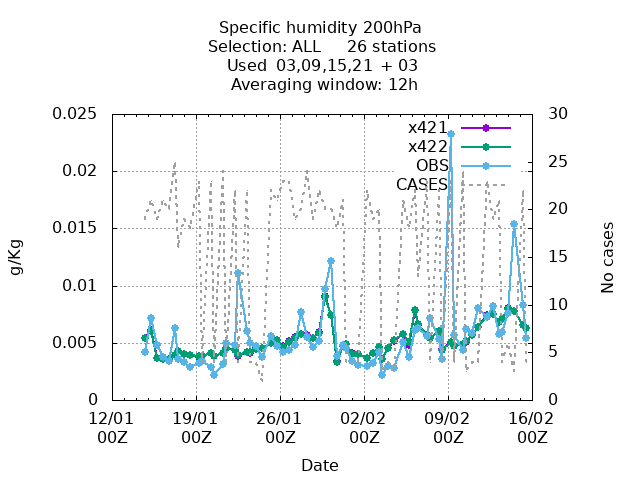 Specific humidity 200hPa
Selection: ALL     26 stations
Used  03,09,15,21  + 03
Averaging window: 12h
0.025
0.02
0.015
0.01
0.005
0
30
25
20
15
10
5
0
x421
x422
OBS
CASES
g/Kg
No cases
12/01 19/01 26/01 02/02 09/02 16/02
00Z 00Z 00Z 00Z 00Z 00Z
Date